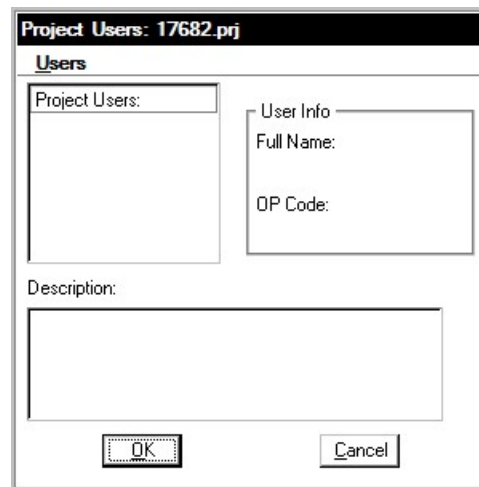 Project Users: 17682.prj
Users
Project Users:
User Info
Full Name:
OP Code:
Description:
OK
Cancel